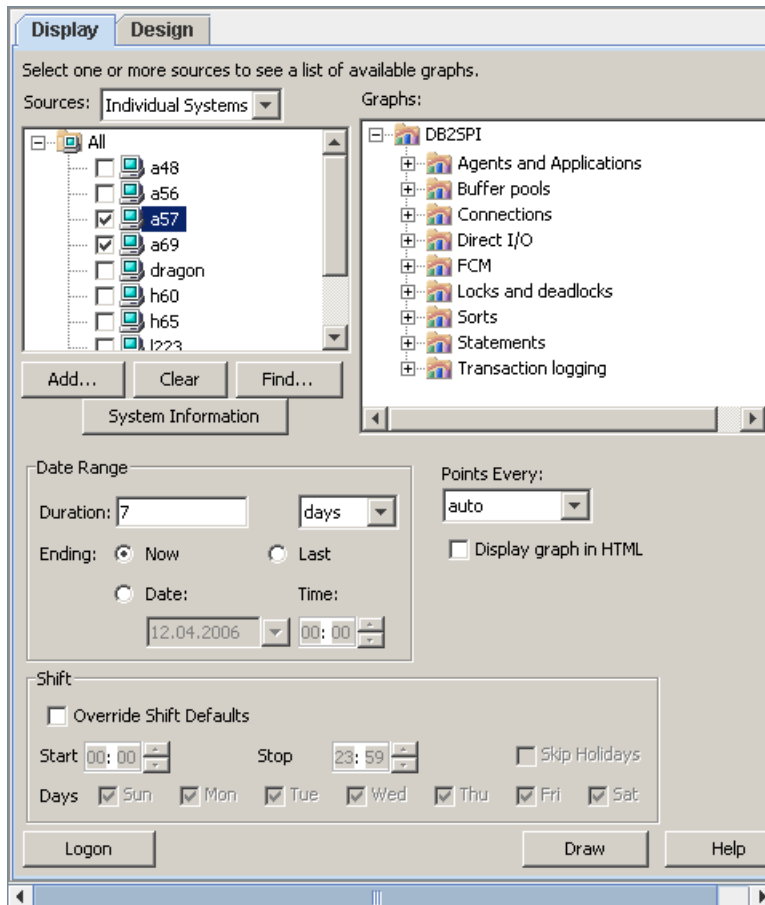 Display Design
Select one or more sources to see a list of available graphs.
Sources: Individual Systems
Graphs:
All
a48
a56
a57
a69
dragon
h60
h65
l223
DB2SPI
Agents and Applications
Buffer pools
Connections
Direct I/O
FCM
Locks and deadlocks
Sorts
Statements
Transaction logging
Add... Clear Find...
System Information
Date Range
Duration: 7 days
Ending: Now Last
Date: Time:
12.04.2006 00: 00
Points Every:
auto
Display graph in HTML
Shift
Override Shift Defaults
Start 00: 00 Stop 23: 59 Skip Holidays
Days Sun Mon Tue Wed Thu Fri Sat
Logon Draw Help